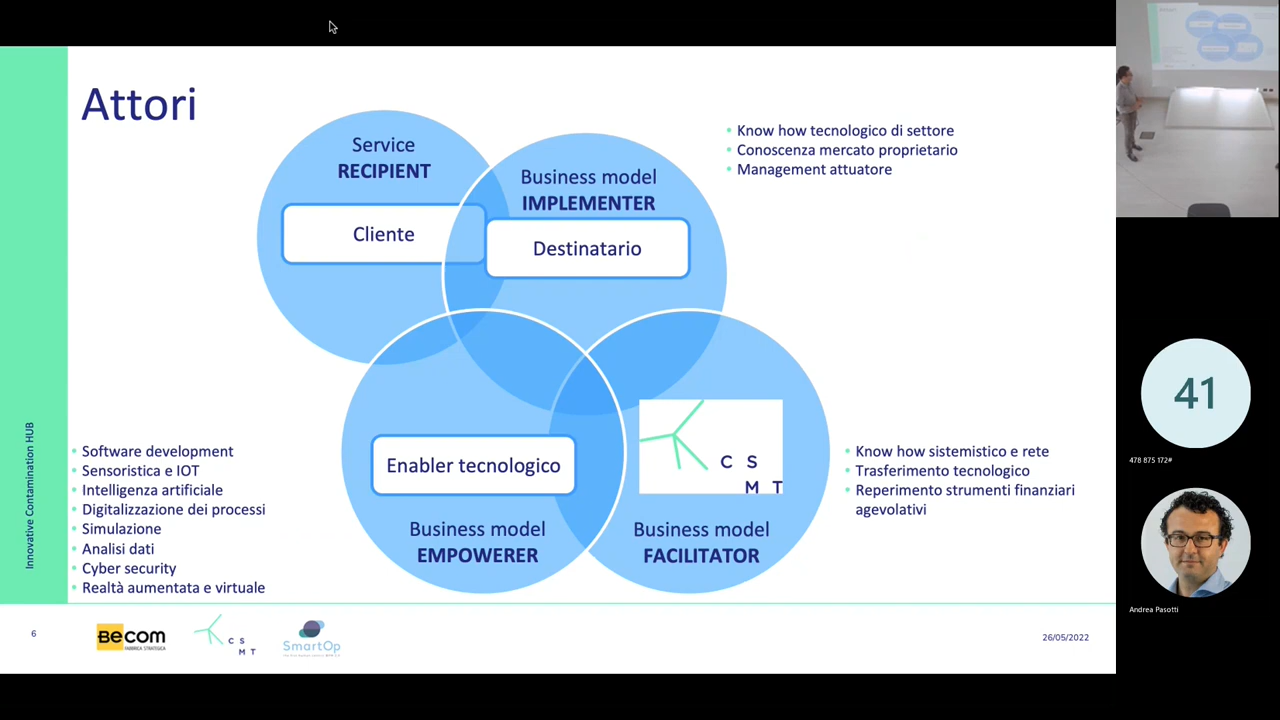 Attori
Service
RECIPIENT
Cliente
Business model
IMPLEMENTER
Destinatario
Know how tecnologico di settore
Conoscenza mercato proprietario
Management attuatore
Enabler tecnologico
Business model
EMPOWERER
C S
M T
Business model
FACILITATOR
Software development
Sensoristica e IOT
Intelligenza artificiale
Digitalizzazione dei processi
Simulazione
Analisi dati
Cyber security
Realtà aumentata e virtuale
Know how sistemistico e rete
Trasferimento tecnologico
Reperimento strumenti finanziari
agevolativi
Innovative Contamination HUB
6
BECOM
FABBRICA STRATEGICA
C S
M T
SmartOp
26/05/2022
41
478 875 172#
Andrea Pasotti